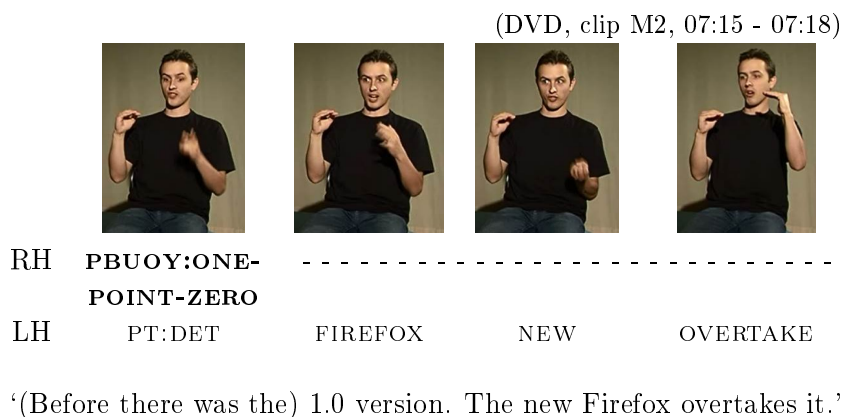 (DVD, clip M2, 07:15 - 07:18)
RH PBUOY:ONE- - - - - - - - - - - - - - - - - - - - - - - - - - - - -
POINT-ZERO
LH PT:DET FIREFOX NEW OVERTAKE
‘(Before there was the) 1.0 version. The new Firefox overtakes it.’